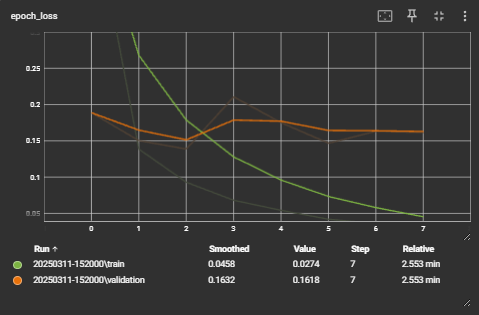 epoch_loss
0.25
0.2
0.15
0.1
0.05
0 1 2 3 4 5 6 7
Run ↑ Smoothed Value Step Relative
20250311-152000\train 0.0458 0.0274 7 2.553 min
20250311-152000\validation 0.1632 0.1618 7 2.553 min